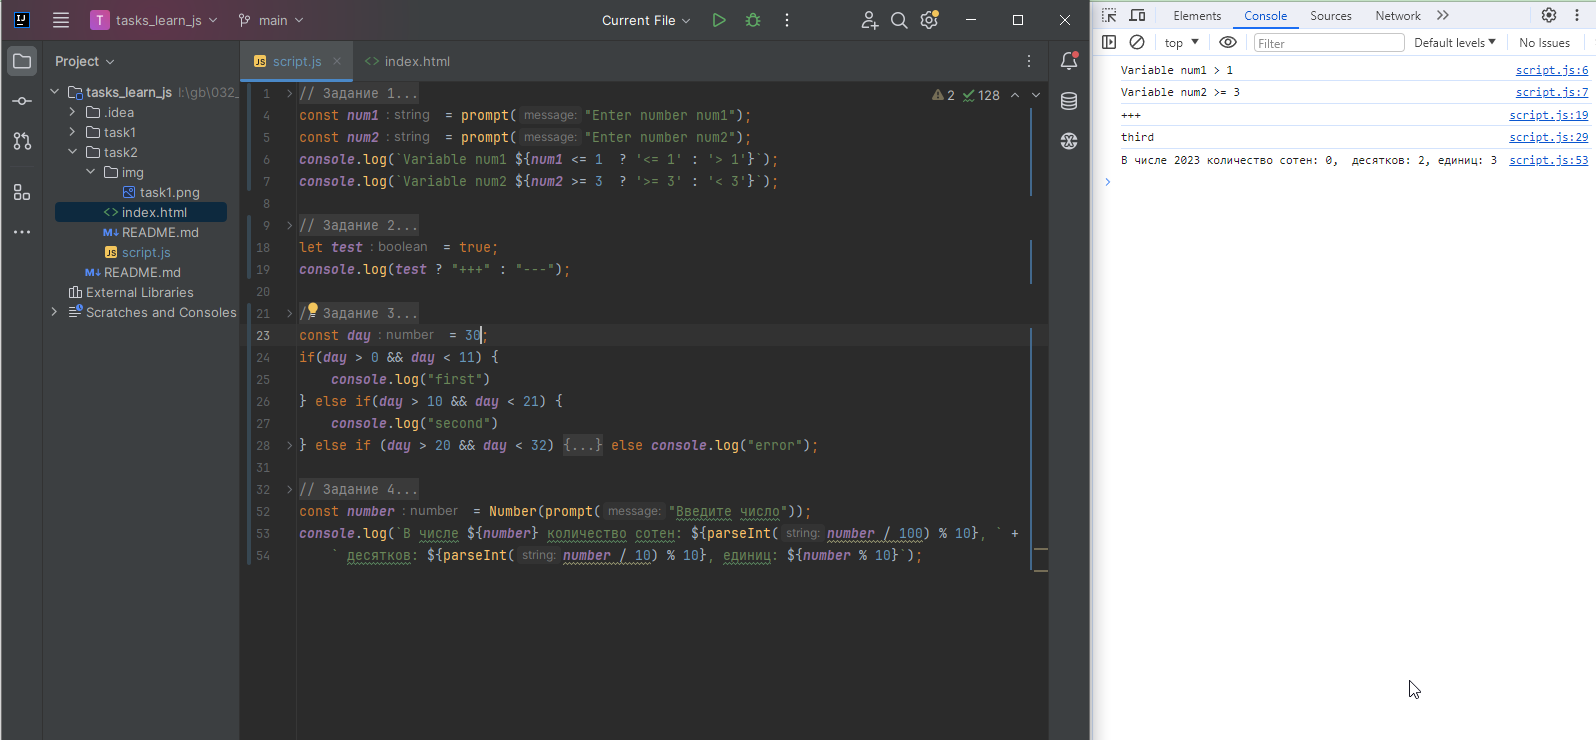 IJ
T tasks_learn_js
main
Current File
Project
tasks_learn_js I:\gb\032_
.idea
task1
task2
img
task1.png
index.html
README.md
script.js
README.md
External Libraries
Scratches and Consoles
script.js
index.html
2 128
1 // Задание 1...
4 const num1 : string = prompt( message: "Enter number num1");
5 const num2 : string = prompt( message: "Enter number num2");
6 console.log(`Variable num1 ${num1 <= 1 ? '<= 1' : '> 1'}`);
7 console.log(`Variable num2 ${num2 >= 3 ? '>= 3' : '< 3'}`);
8
9 // Задание 2...
18 let test : boolean = true;
19 console.log(test ? "+++" : "---");
20
21 // Задание 3...
23 const day : number = 30;
24 if(day > 0 && day < 11) {
25 console.log("first")
26 } else if(day > 10 && day < 21) {
27 console.log("second")
28 } else if (day > 20 && day < 32) {...} else console.log("error");
31
32 // Задание 4...
52 const number : number = Number(prompt( message: "Введите число"));
53 console.log(`В числе ${number} количество сотен: ${parseInt( string: number / 100) % 10}, ` +
54 ` десятков: ${parseInt( string: number / 10) % 10}, единиц: ${number % 10}`);
Elements Console Sources Network
top Filter Default levels No Issues
Variable num1 > 1 script.js:6
Variable num2 >= 3 script.js:7
+++ script.js:19
third script.js:29
В числе 2023 количество сотен: 0, десятков: 2, единиц: 3 script.js:53